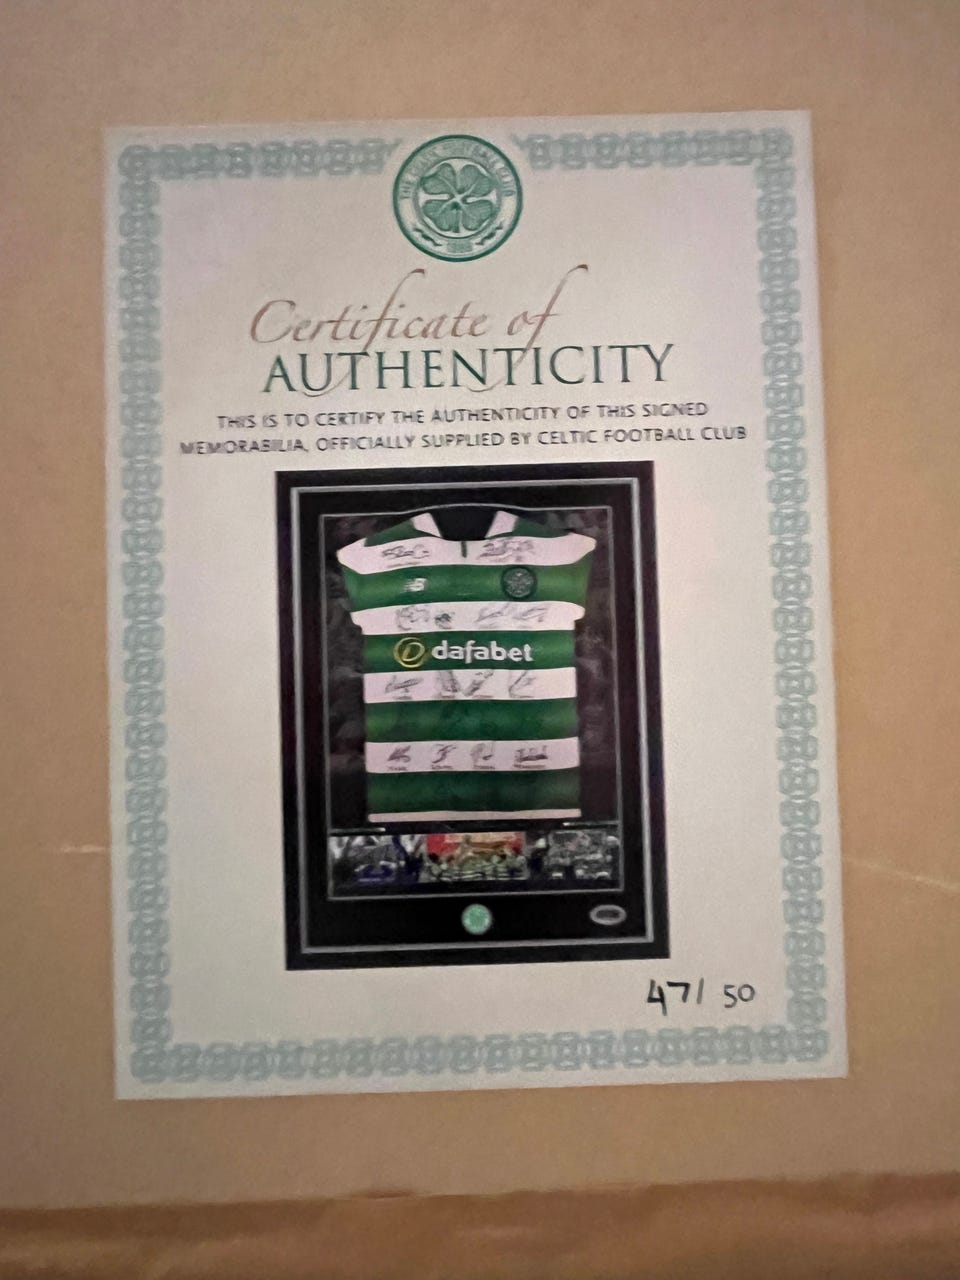 THE CELTIC FOOTBALL CLUB
1888
Certificate of
AUTHENTICITY
THIS IS TO CERTIFY THE AUTHENTICITY OF THIS SIGNED
MEMORABILIA, OFFICIALLY SUPPLIED BY CELTIC FOOTBALL CLUB
dafabet
47/ 50